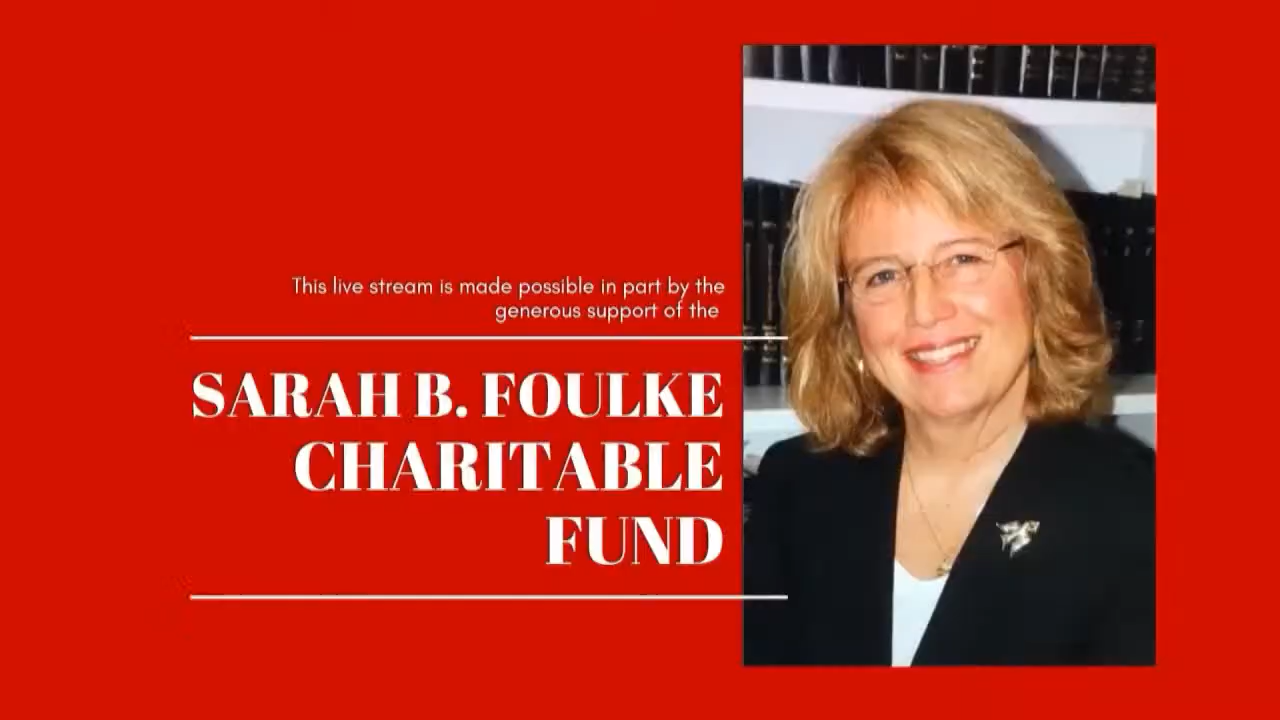 This live stream is made possible in part by the
generous support of the
SARAH B. FOULKE
CHARITABLE
FUND